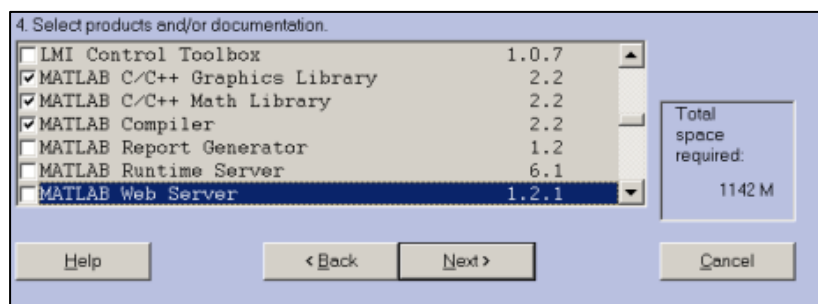 4. Select products and/or documentation.
LMI Control Toolbox 1.0.7
MATLAB C/C++ Graphics Library 2.2
MATLAB C/C++ Math Library 2.2
MATLAB Compiler 2.2
MATLAB Report Generator 1.2
MATLAB Runtime Server 6.1
MATLAB Web Server 1.2.1
Total
space
required:
1142 M
Help
< Back
Next >
Cancel